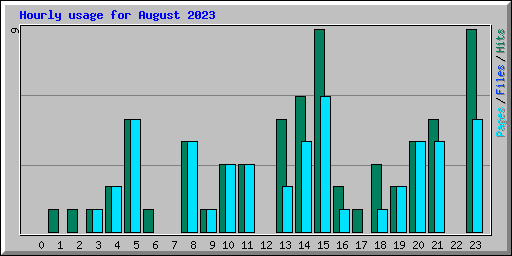 Hourly usage for August 2023
9
Pages/Files/Hits
0 1 2 3 4 5 6 7 8 9 10 11 12 13 14 15 16 17 18 19 20 21 22 23